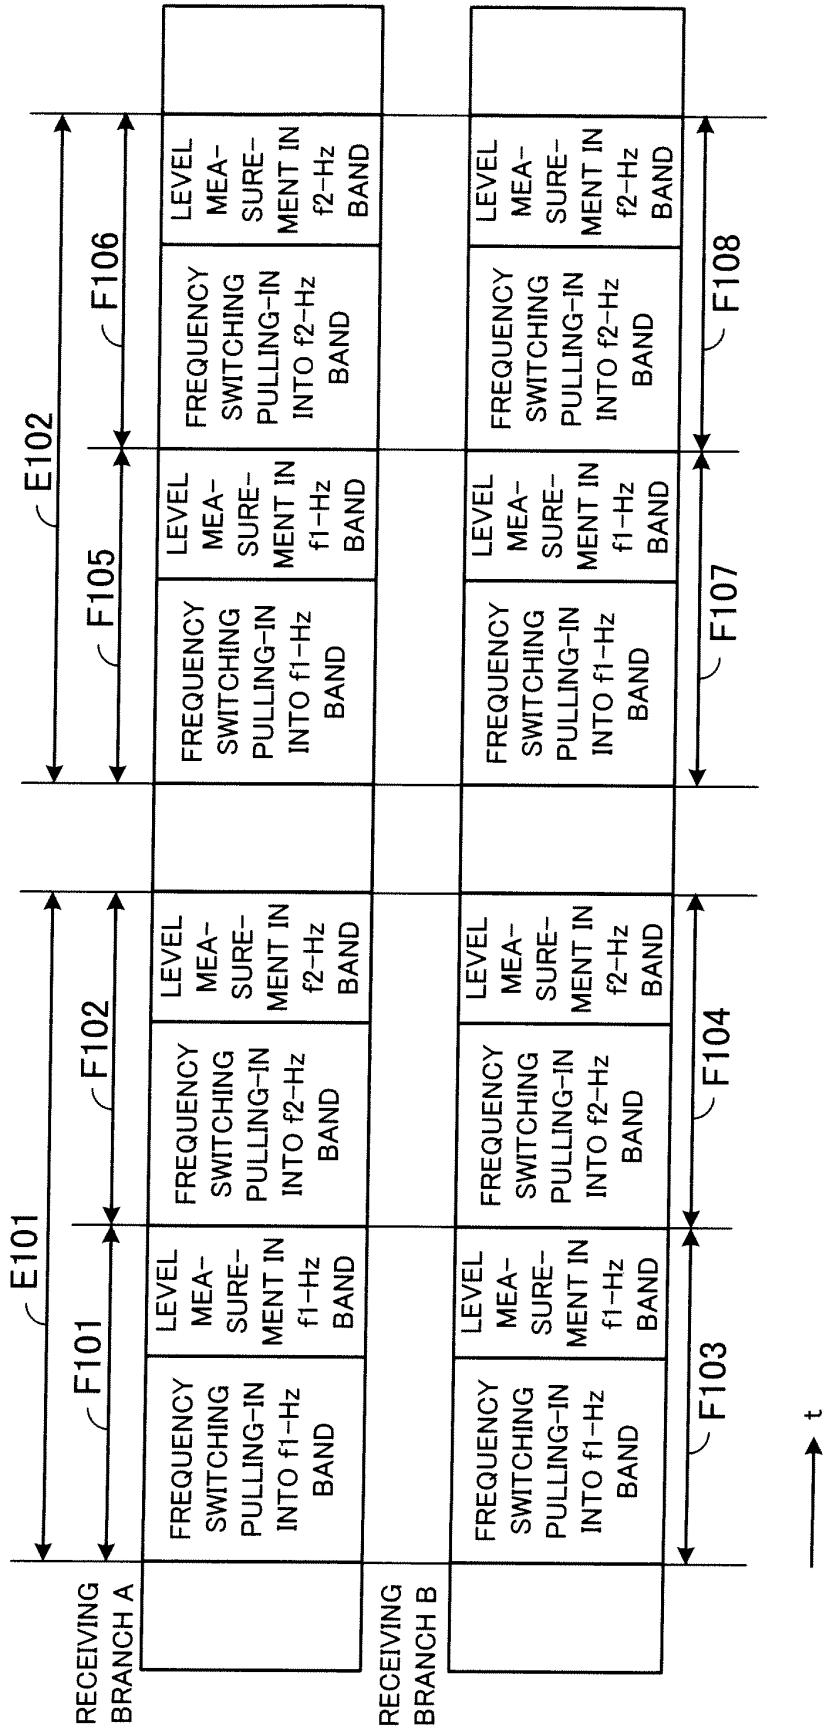 E101
E102
F101
F102
F105
F106
RECEIVING
BRANCH A
FREQUENCY
SWITCHING
PULLING-IN
INTO f1-Hz
BAND
LEVEL
MEA-
SURE-
MENT IN
f1-Hz
BAND
FREQUENCY
SWITCHING
PULLING-IN
INTO f2-Hz
BAND
LEVEL
MEA-
SURE-
MENT IN
f2-Hz
BAND
FREQUENCY
SWITCHING
PULLING-IN
INTO f1-Hz
BAND
LEVEL
MEA-
SURE-
MENT IN
f1-Hz
BAND
FREQUENCY
SWITCHING
PULLING-IN
INTO f2-Hz
BAND
LEVEL
MEA-
SURE-
MENT IN
f2-Hz
BAND
RECEIVING
BRANCH B
FREQUENCY
SWITCHING
PULLING-IN
INTO f1-Hz
BAND
LEVEL
MEA-
SURE-
MENT IN
f1-Hz
BAND
FREQUENCY
SWITCHING
PULLING-IN
INTO f2-Hz
BAND
LEVEL
MEA-
SURE-
MENT IN
f2-Hz
BAND
FREQUENCY
SWITCHING
PULLING-IN
INTO f1-Hz
BAND
LEVEL
MEA-
SURE-
MENT IN
f1-Hz
BAND
FREQUENCY
SWITCHING
PULLING-IN
INTO f2-Hz
BAND
LEVEL
MEA-
SURE-
MENT IN
f2-Hz
BAND
F103
F104
F107
F108
t